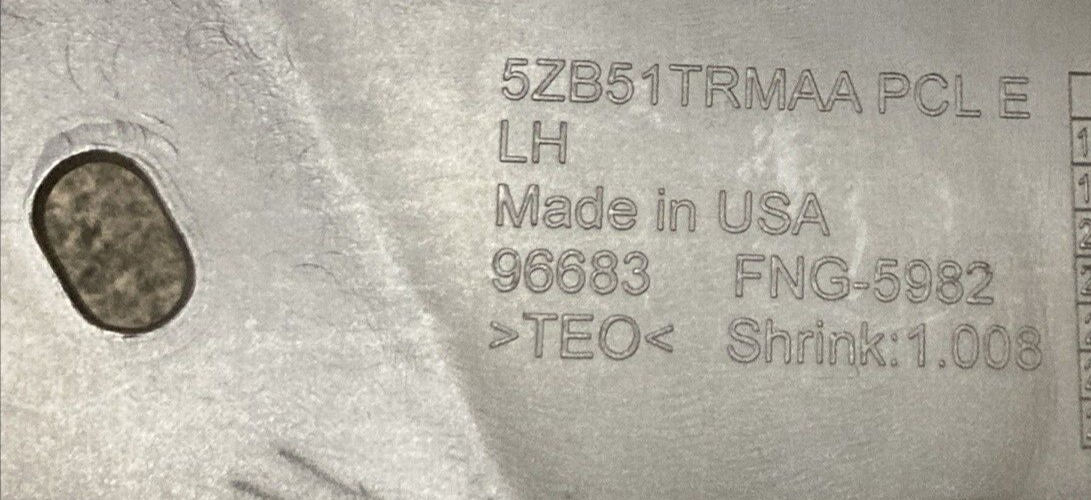 5ZB51TRMAA PCL E
LH
Made in USA
96683 FNG-5982
>TEO< Shrink:1.008